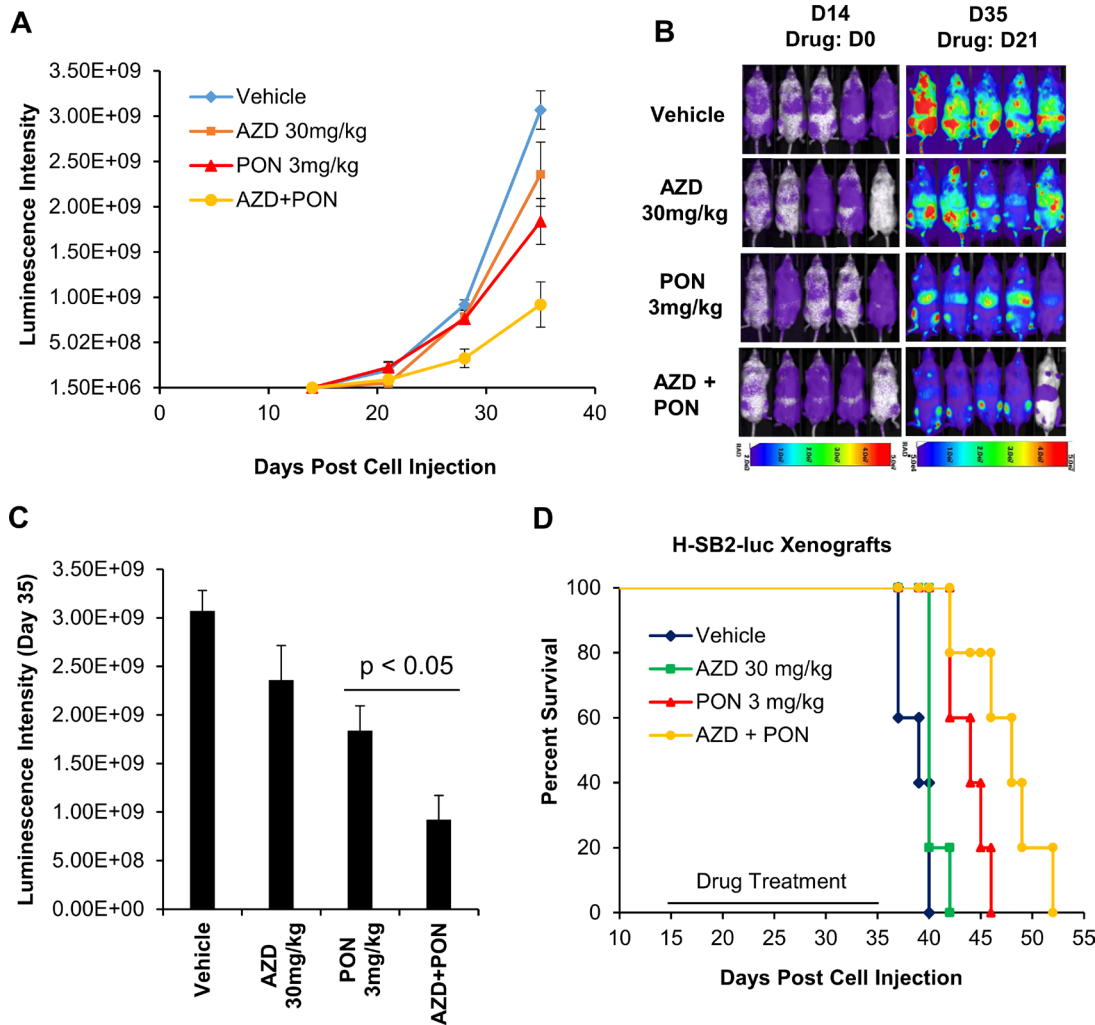 A
3.50E+09
3.00E+09
2.50E+09
2.00E+09
1.50E+09
1.00E+09
5.02E+08
1.50E+06
Luminescence Intensity
Vehicle
AZD 30mg/kg
PON 3mg/kg
AZD+PON
0
10
20
30
40
Days Post Cell Injection
B
D14
Drug: D0
D35
Drug: D21
Vehicle
AZD
30mg/kg
PON
3mg/kg
AZD +
PON
RAD
RAD
C
Luminescence Intensity (Day 35)
3.50E+09
3.00E+09
2.50E+09
2.00E+09
1.50E+09
1.00E+09
5.00E+08
0.00E+00
p < 0.05
Vehicle
AZD
30mg/kg
PON
3mg/kg
AZD+PON
D
H-SB2-luc Xenografts
Percent Survival
100
80
60
40
20
0
Vehicle
AZD 30 mg/kg
PON 3 mg/kg
AZD + PON
Drug Treatment
10
15
20
25
30
35
40
45
50
55
Days Post Cell Injection